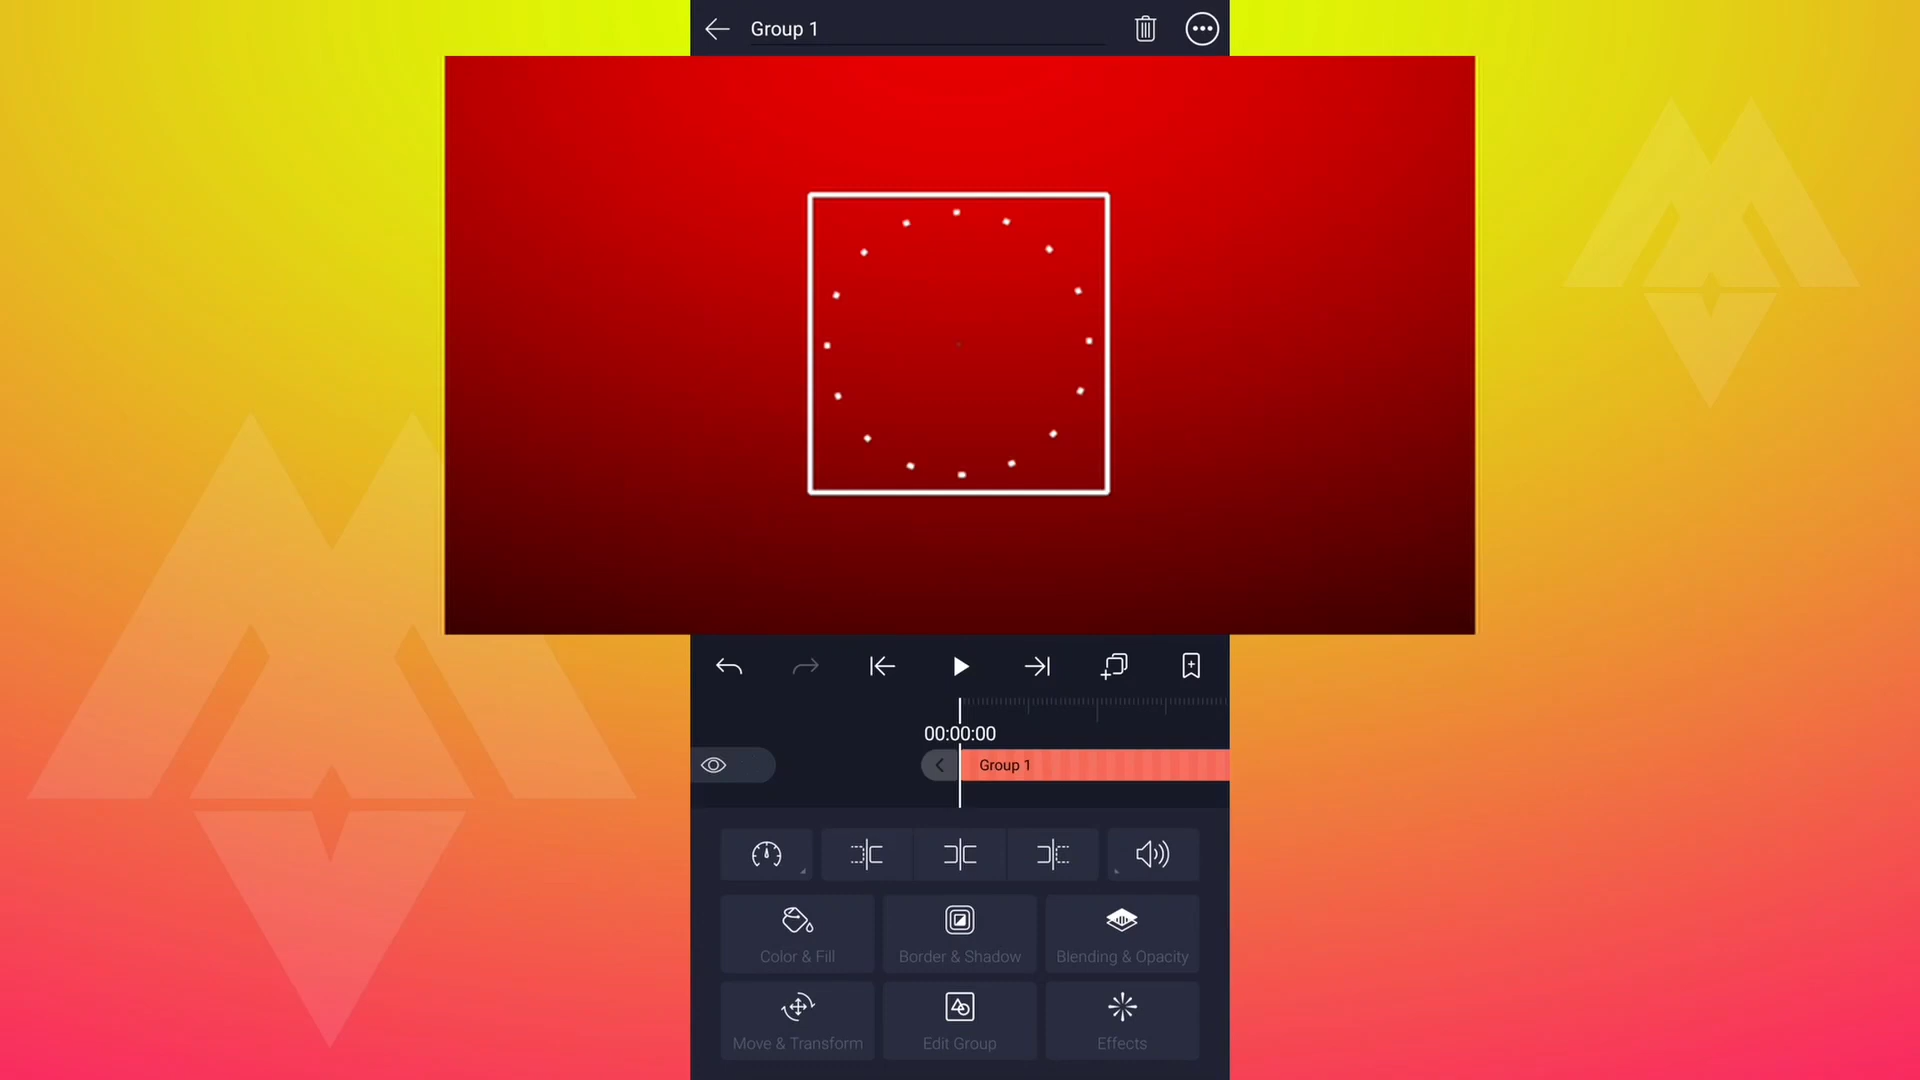 Group 1
00:00:00
Group 1
Color & Fill
Border & Shadow
Blending & Opacity
Move & Transform
Edit Group
Effects